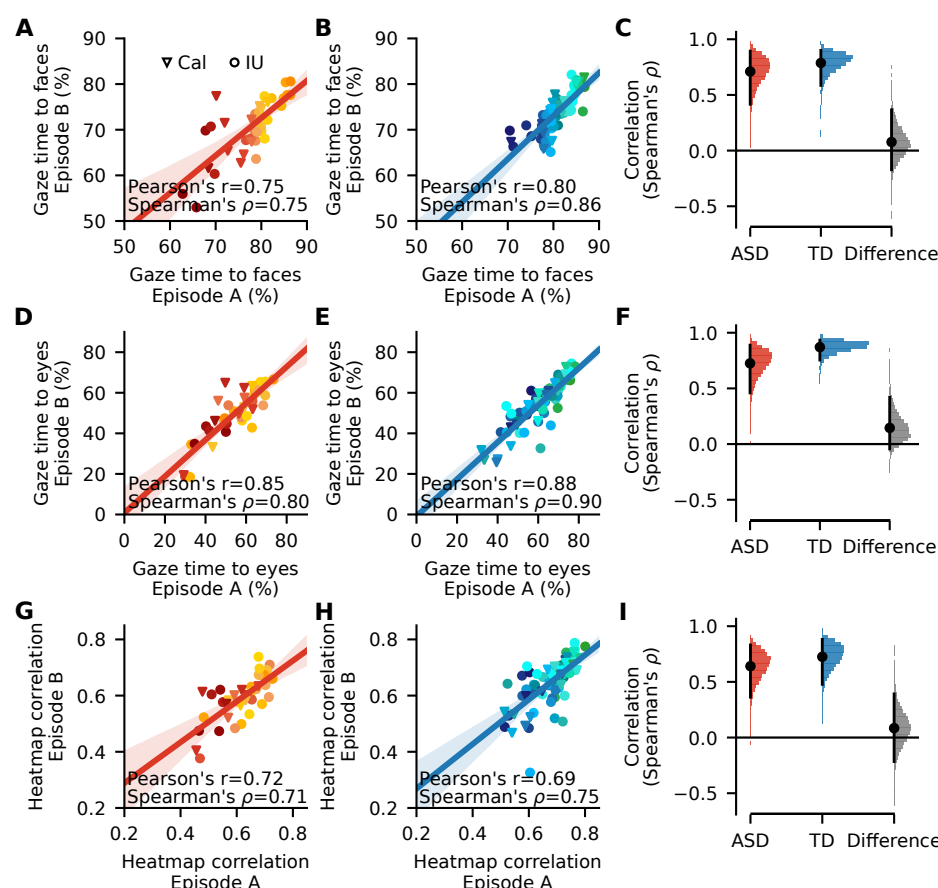 A
B
C
90
80
70
60
50
Gaze time to faces
Episode B (%)
Cal
IU
Pearson's r=0.75
Spearman's ρ=0.75
50 60 70 80 90
Gaze time to faces
Episode A (%)
90
80
70
60
50
Gaze time to faces
Episode B (%)
Pearson's r=0.80
Spearman's ρ=0.86
50 60 70 80 90
Gaze time to faces
Episode A (%)
1.0
0.5
0.0
−0.5
Correlation
(Spearman's ρ)
ASD TD Difference
D
E
F
80
60
40
20
0
Gaze time to eyes
Episode B (%)
Pearson's r=0.85
Spearman's ρ=0.80
0 20 40 60 80
Gaze time to eyes
Episode A (%)
80
60
40
20
0
Gaze time to eyes
Episode B (%)
Pearson's r=0.88
Spearman's ρ=0.90
0 20 40 60 80
Gaze time to eyes
Episode A (%)
1.0
0.5
0.0
−0.5
Correlation
(Spearman's ρ)
ASD TD Difference
G
H
I
0.8
0.6
0.4
0.2
Heatmap correlation
Episode B
Pearson's r=0.72
Spearman's ρ=0.71
0.2 0.4 0.6 0.8
Heatmap correlation
Episode A
0.8
0.6
0.4
0.2
Heatmap correlation
Episode B
Pearson's r=0.69
Spearman's ρ=0.75
0.2 0.4 0.6 0.8
Heatmap correlation
Episode A
1.0
0.5
0.0
−0.5
Correlation
(Spearman's ρ)
ASD TD Difference